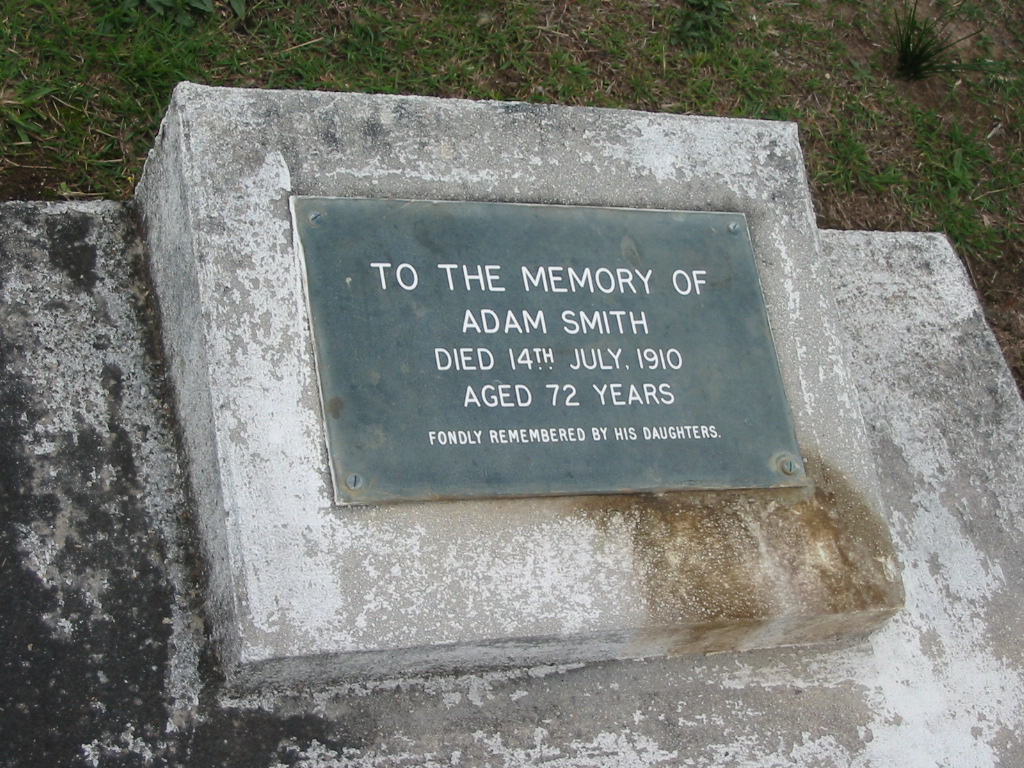 TO THE MEMORY OF
ADAM SMITH
DIED 14TH JULY, 1910
AGED 72 YEARS
FONDLY REMEMBERED BY HIS DAUGHTERS.